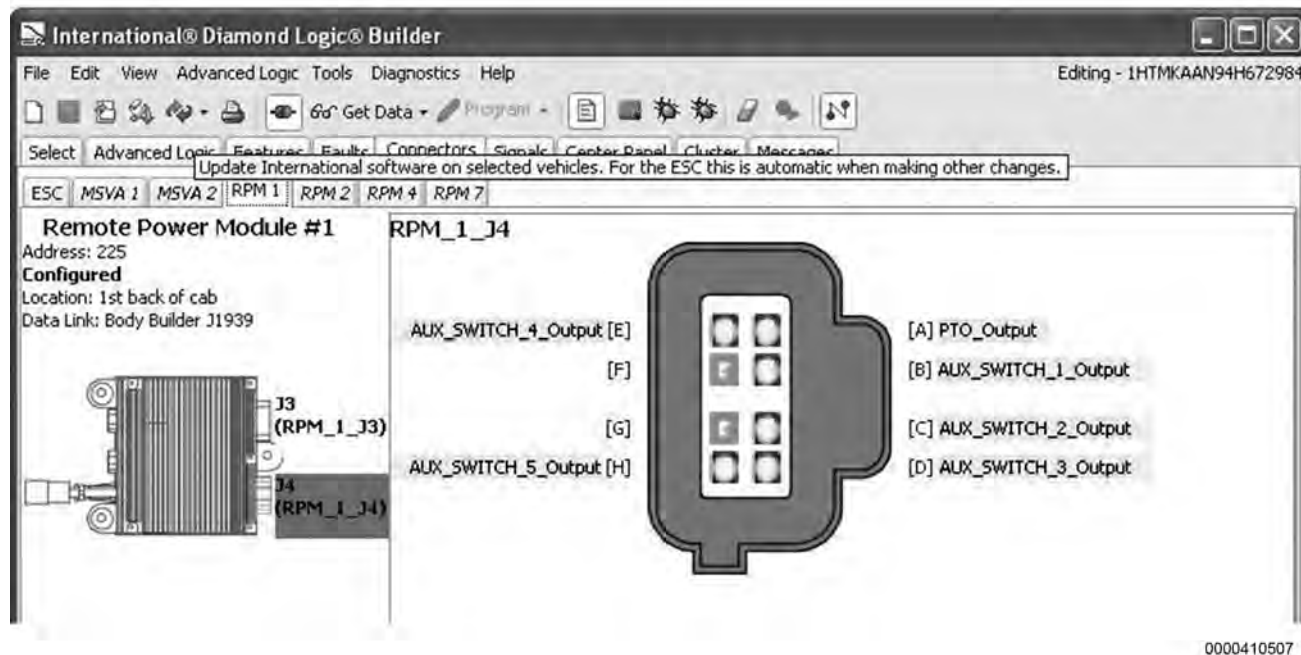 International® Diamond Logic® Builder
File Edit View Advanced Logic Tools Diagnostics Help Editing - 1HTMKAAN94H672984
Get Data Program
Select Advanced Logic Features Faults Connectors Signals Center Panel Cluster Messages
Update International software on selected vehicles. For the ESC this is automatic when making other changes.
ESC MSVA 1 MSVA 2 RPM 1 RPM 2 RPM 4 RPM 7
Remote Power Module #1
Address: 225
Configured
Location: 1st back of cab
Data Link: Body Builder J1939
J3
(RPM_1_J3)
J4
(RPM_1_J4)
RPM_1_J4
AUX_SWITCH_4_Output [E] [A] PTO_Output
[F] [B] AUX_SWITCH_1_Output
[G] [C] AUX_SWITCH_2_Output
AUX_SWITCH_5_Output [H] [D] AUX_SWITCH_3_Output
0000410507